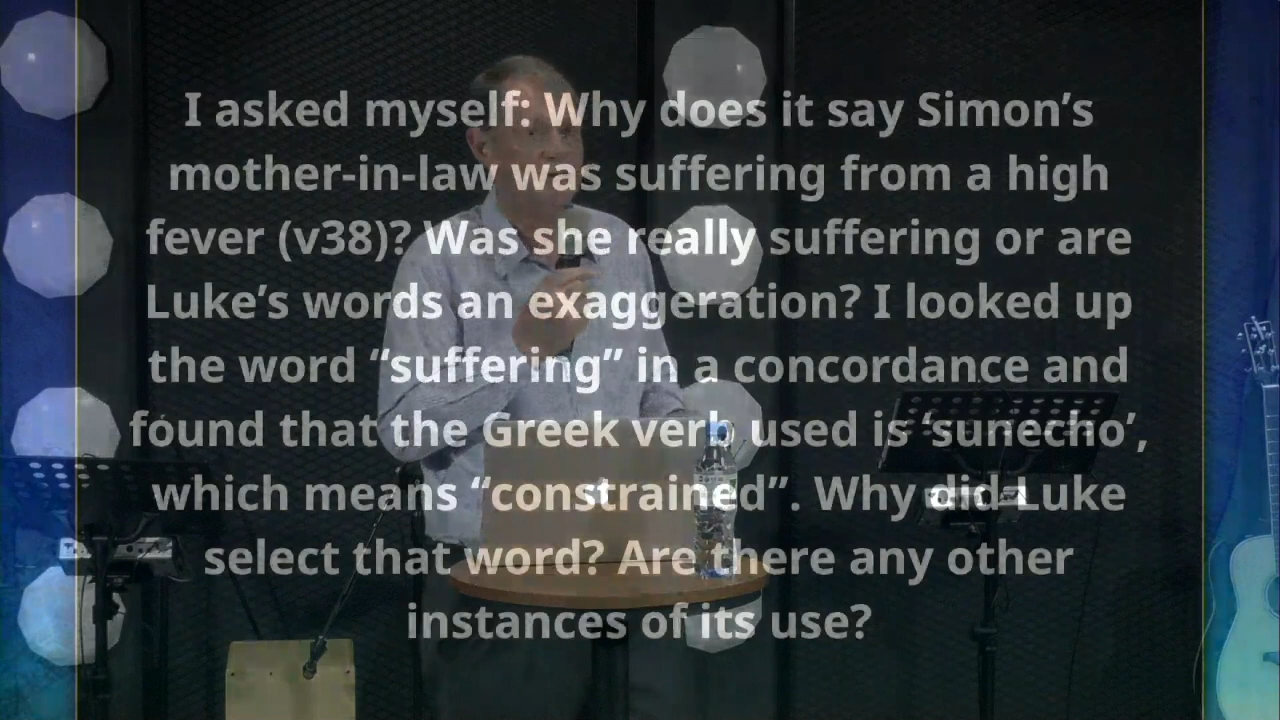 I asked myself: Why does it say Simon’s
mother-in-law was suffering from a high
fever (v38)? Was she really suffering or are
Luke’s words an exaggeration? I looked up
the word “suffering” in a concordance and
found that the Greek verb used is ‘sunecho’,
which means “constrained”. Why did Luke
select that word? Are there any other
instances of its use?